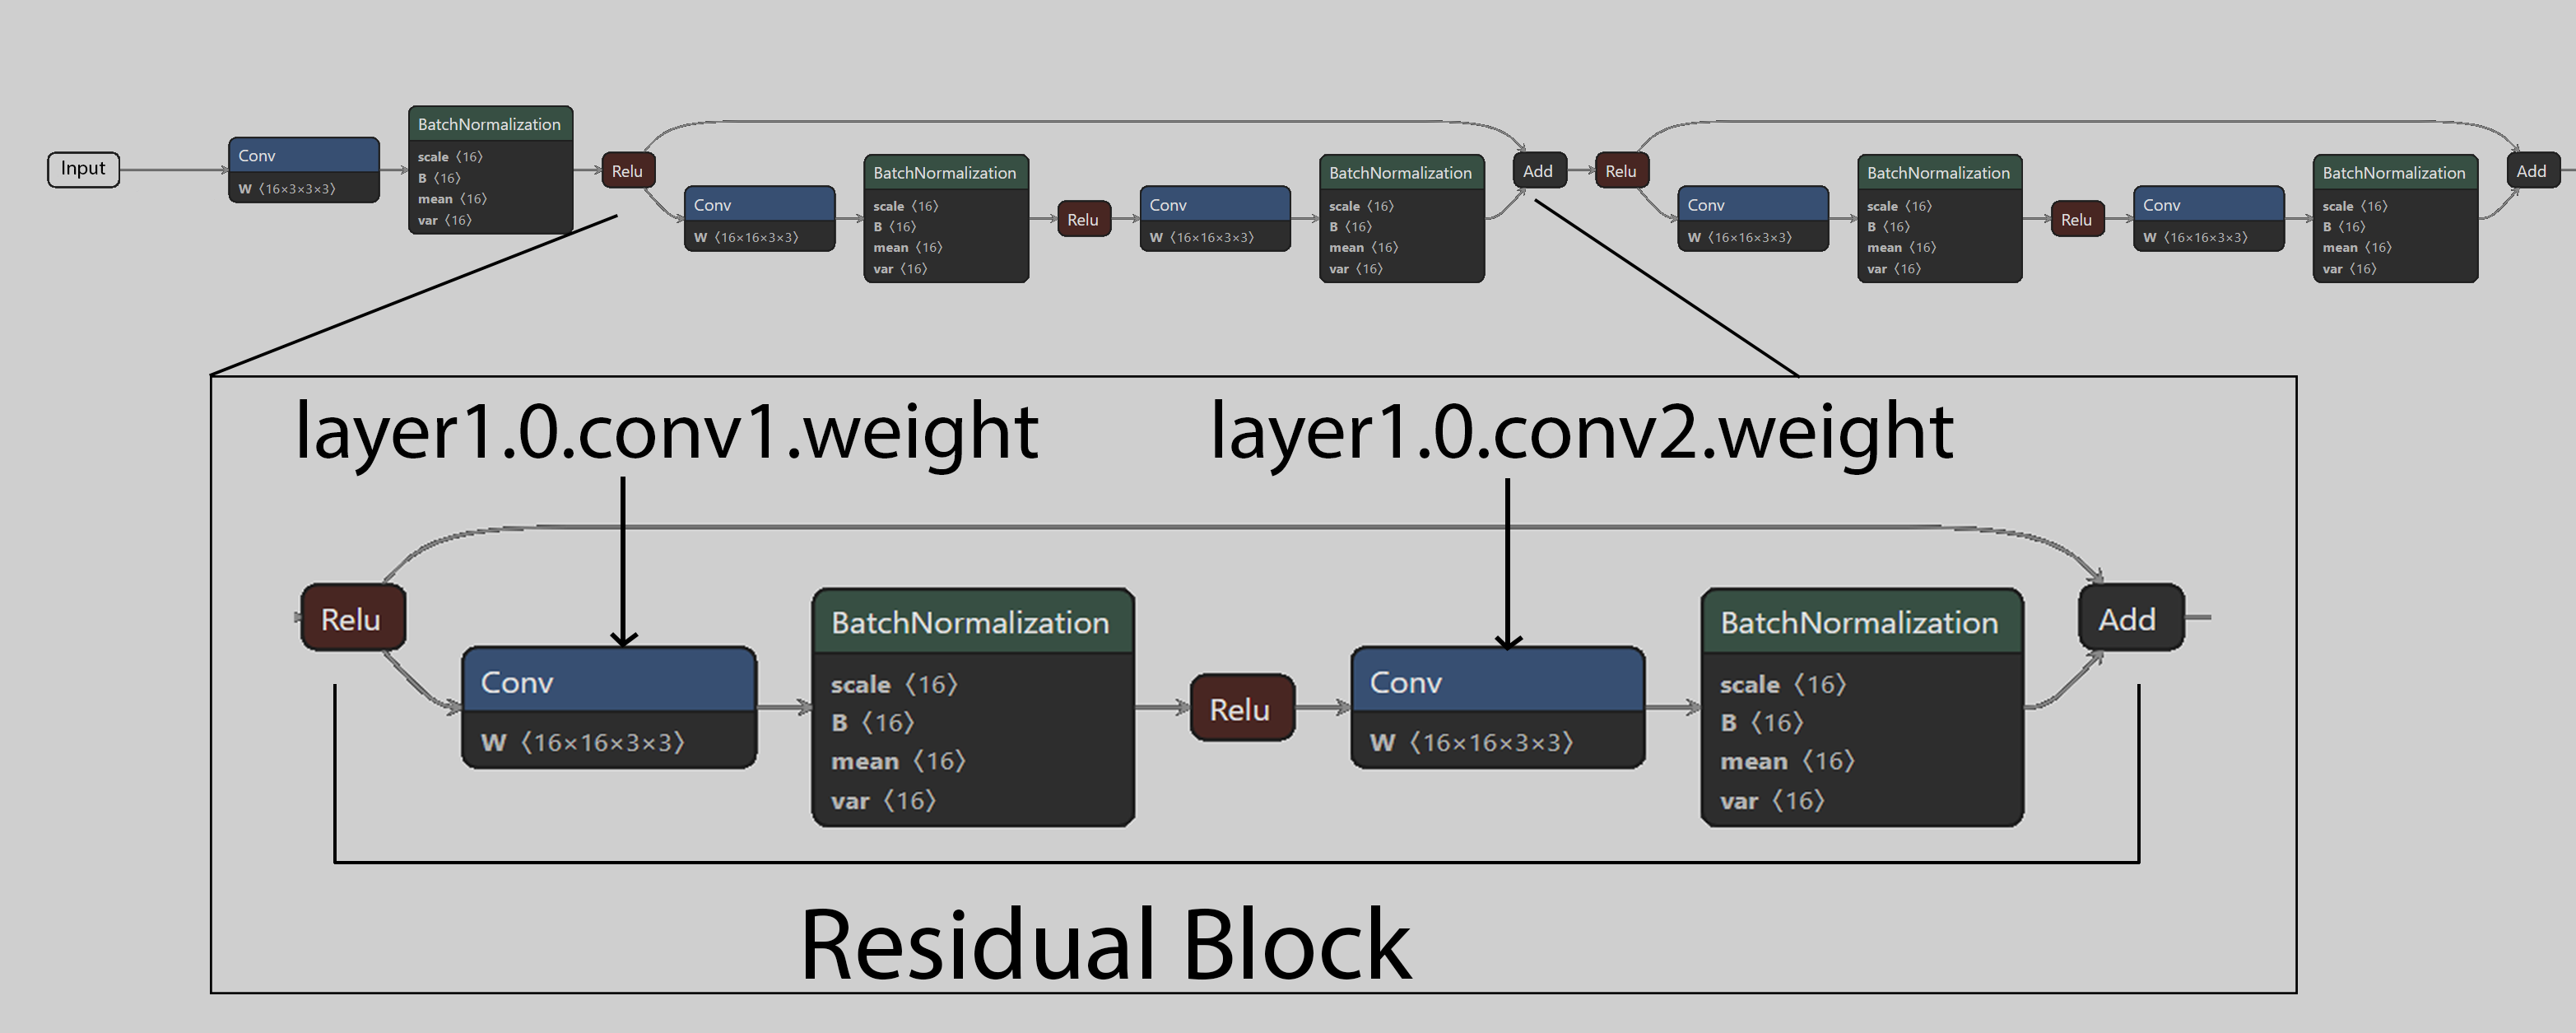 Input
Conv
W ⟨16×3×3×3⟩
BatchNormalization
scale ⟨16⟩
B ⟨16⟩
mean ⟨16⟩
var ⟨16⟩
Relu
Conv
W ⟨16×16×3×3⟩
BatchNormalization
scale ⟨16⟩
B ⟨16⟩
mean ⟨16⟩
var ⟨16⟩
Relu
Conv
W ⟨16×16×3×3⟩
BatchNormalization
scale ⟨16⟩
B ⟨16⟩
mean ⟨16⟩
var ⟨16⟩
Add
Relu
Conv
W ⟨16×16×3×3⟩
BatchNormalization
scale ⟨16⟩
B ⟨16⟩
mean ⟨16⟩
var ⟨16⟩
Relu
Conv
W ⟨16×16×3×3⟩
BatchNormalization
scale ⟨16⟩
B ⟨16⟩
mean ⟨16⟩
var ⟨16⟩
Add
layer1.0.conv1.weight
layer1.0.conv2.weight
Relu
Conv
W ⟨16×16×3×3⟩
BatchNormalization
scale ⟨16⟩
B ⟨16⟩
mean ⟨16⟩
var ⟨16⟩
Relu
Conv
W ⟨16×16×3×3⟩
BatchNormalization
scale ⟨16⟩
B ⟨16⟩
mean ⟨16⟩
var ⟨16⟩
Add
Residual Block